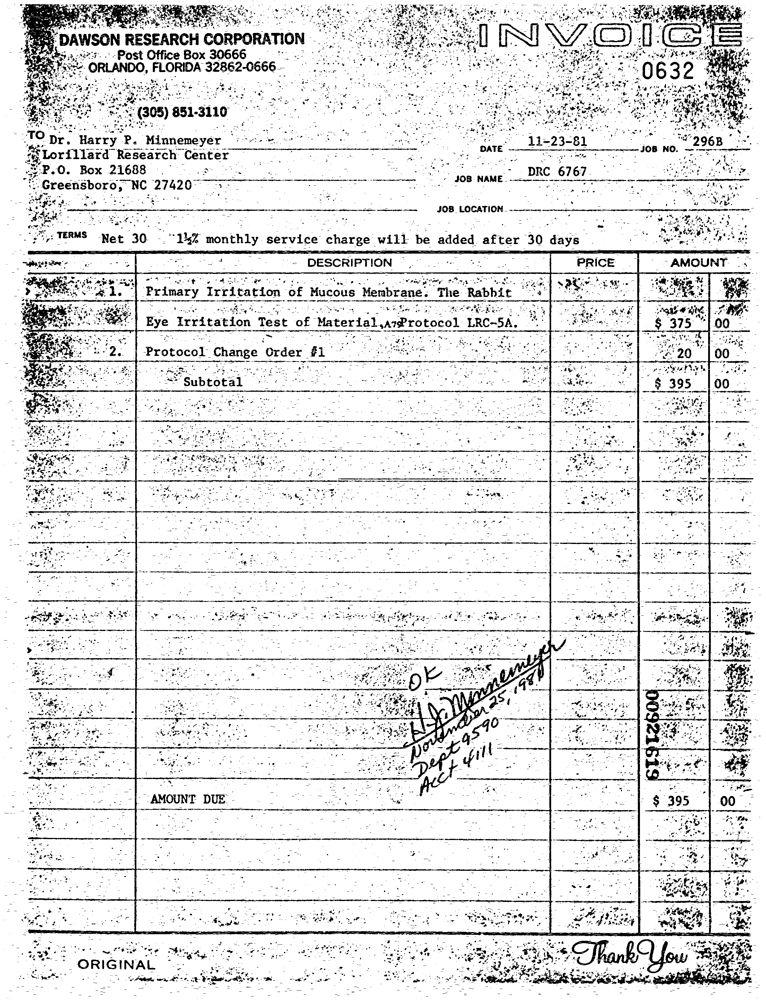 DAWSON RESEARCH CORPORATION
Post Office Box 30666
ORLANDO, FLORIDA 32862-0666
(305) 851-3110
INVOICE
0632
TO Dr. Harry P. Minnemeyer
Lorillard Research Center
P.O. Box 21688
Greensboro, NC 27420
DATE 11-23-81 JOB NO. 296B
JOB NAME DRC 6767
JOB LOCATION
TERMS Net 30 1½% monthly service charge will be added after 30 days
DESCRIPTION PRICE AMOUNT
1. Primary Irritation of Mucous Membrane. The Rabbit
Eye Irritation Test of Material, A79 Protocol LRC-5A. $ 375 00
2. Protocol Change Order #1 20 00
Subtotal $ 395 00
OK
H.J. Minnemeyer
November 25, 1981
Dept 9590
Acct 4111
00921619
AMOUNT DUE $ 395 00
ORIGINAL
Thank You